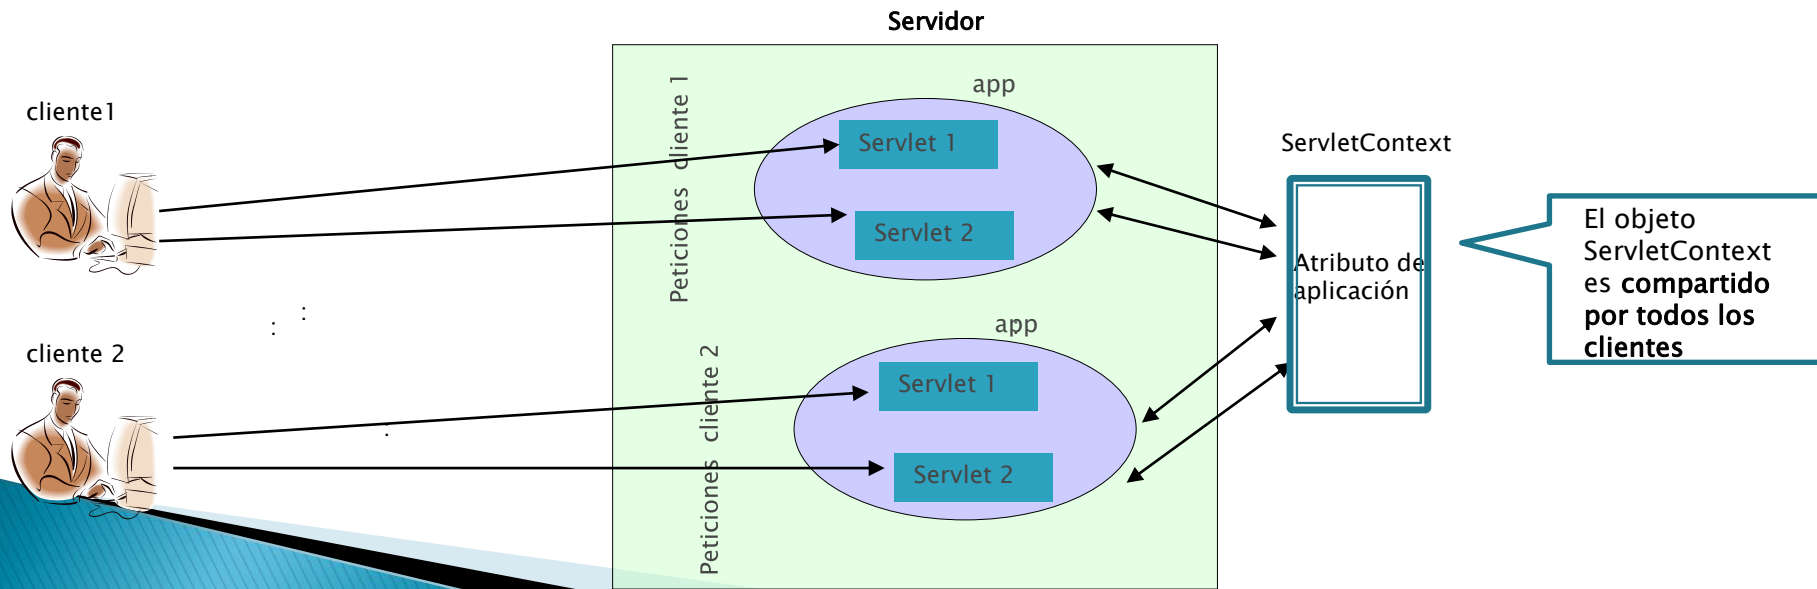 Servidor
cliente1
Peticiones cliente 1
app
Servlet 1
Servlet 2
ServletContext
Atributo de
aplicación
El objeto
ServletContext
es compartido
por todos los
clientes
:
:
cliente 2
:
Peticiones cliente 2
app
:
Servlet 1
Servlet 2